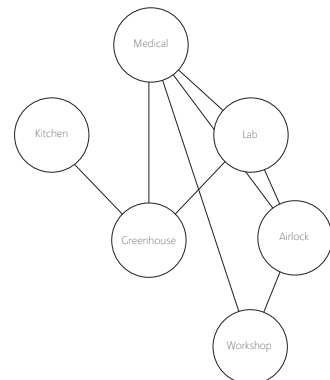 Medical
Kitchen
Lab
Greenhouse
Airlock
Workshop